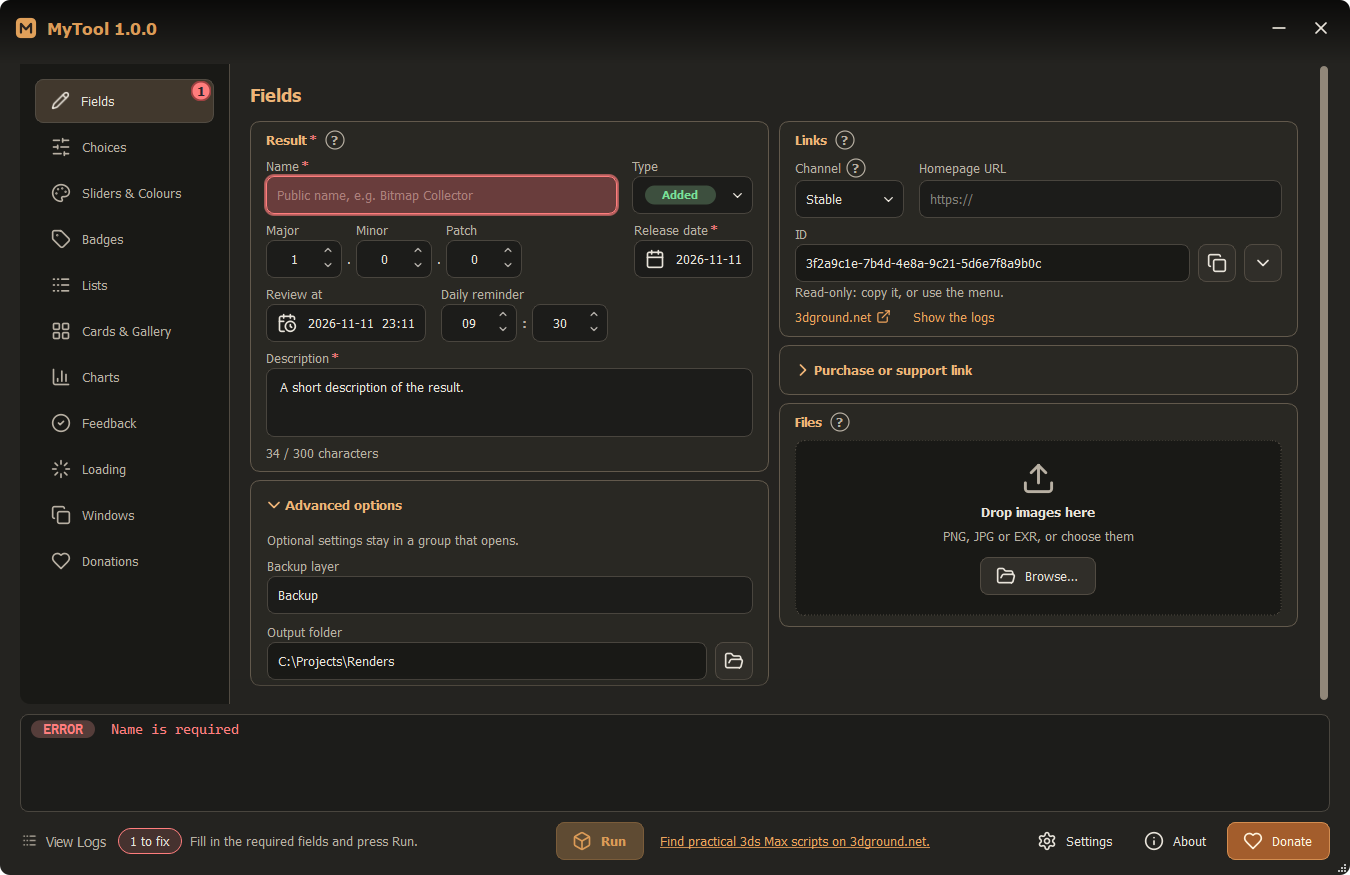 MyTool 1.0.0
Fields
1
Choices
Sliders & Colours
Badges
Lists
Cards & Gallery
Charts
Feedback
Loading
Windows
Donations
Fields
Result * ?
Name *
Public name, e.g. Bitmap Collector
Type
Added
Major
Minor
Patch
Release date *
1 . 0 . 0
2026-11-11
Review at
Daily reminder
2026-11-11 23:11
09 : 30
Description *
A short description of the result.
34 / 300 characters
Advanced options
Optional settings stay in a group that opens.
Backup layer
Backup
Output folder
C:\Projects\Renders
Links ?
Channel ?
Homepage URL
Stable
https://
ID
3f2a9c1e-7b4d-4e8a-9c21-5d6e7f8a9b0c
Read-only: copy it, or use the menu.
3dground.net
Show the logs
Purchase or support link
Files ?
Drop images here
PNG, JPG or EXR, or choose them
Browse...
ERROR Name is required
View Logs
1 to fix
Fill in the required fields and press Run.
Run
Find practical 3ds Max scripts on 3dground.net.
Settings
About
Donate